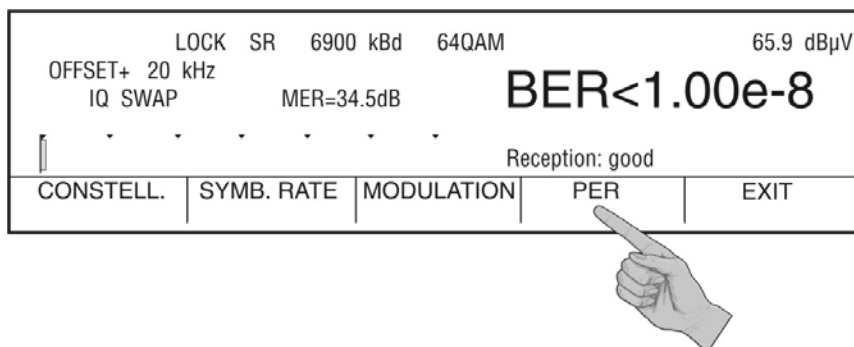 LOCK SR 6900 kBd 64QAM 65.9 dBµV
OFFSET+ 20 kHz
IQ SWAP MER=34.5dB BER<1.00e-8
Reception: good
CONSTELL. SYMB. RATE MODULATION PER EXIT